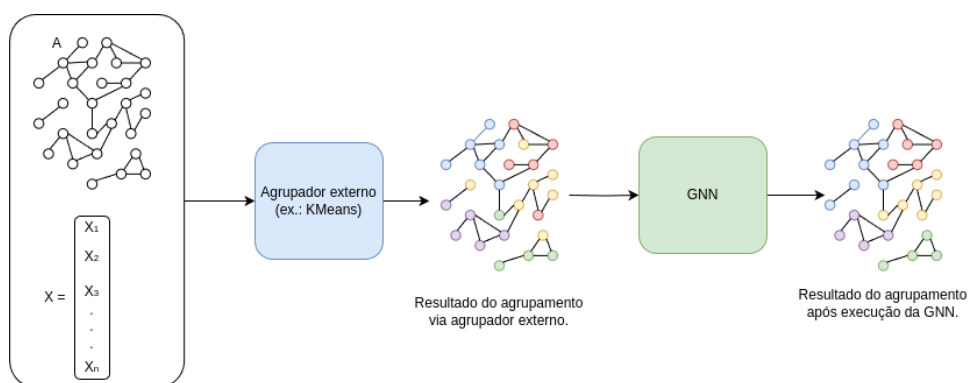 A
X₁
X₂
X = X₃
.
.
.
Xₙ
Agrupador externo
(ex.: KMeans)
Resultado do agrupamento
via agrupador externo.
GNN
Resultado do agrupamento
após execução da GNN.